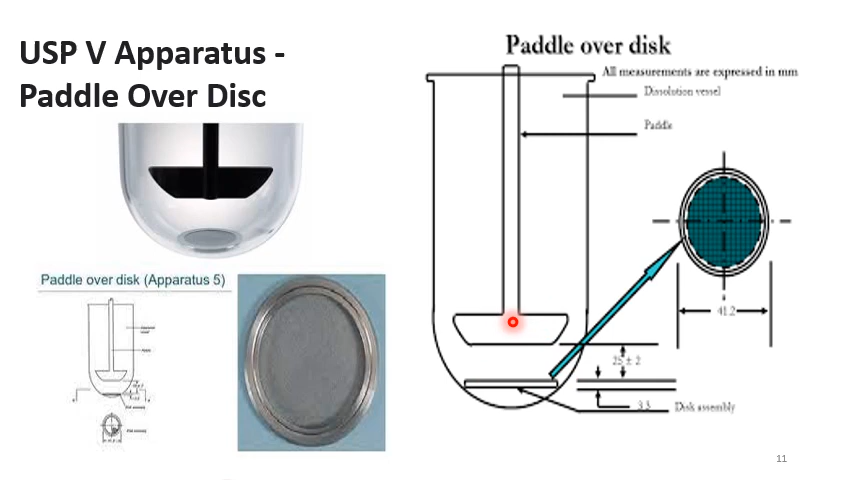 USP V Apparatus -
Paddle Over Disc
Paddle over disk (Apparatus 5)
Paddle over disk
All measurements are expressed in mm
Dissolution vessel
Paddle
41.2
25 ± 2
3.3
Disk assembly
11